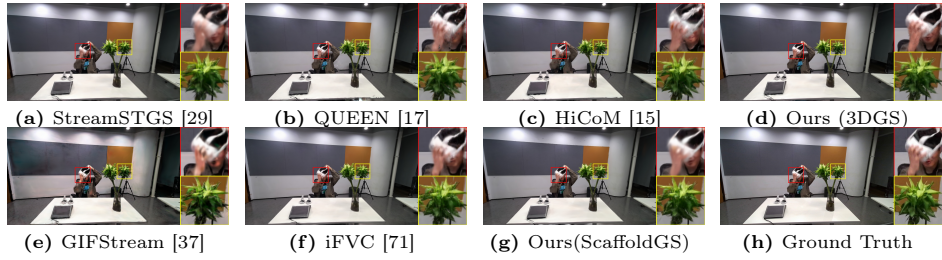 (a) StreamSTGS [29]
(b) QUEEN [17]
(c) HiCoM [15]
(d) Ours (3DGS)
(e) GIFStream [37]
(f) iFVC [71]
(g) Ours(ScaffoldGS)
(h) Ground Truth